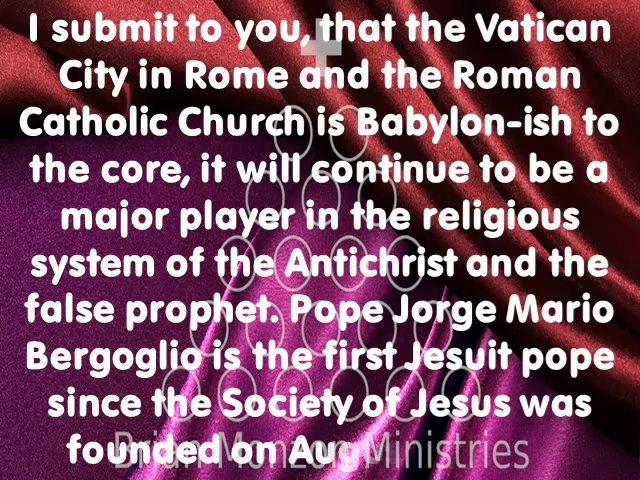 I submit to you, that the Vatican
City in Rome and the Roman
Catholic Church is Babylon-ish to
the core, it will continue to be a
major player in the religious
system of the Antichrist and the
false prophet. Pope Jorge Mario
Bergoglio is the first Jesuit pope
since the Society of Jesus was
founded on Au
Brian Monzon Ministries